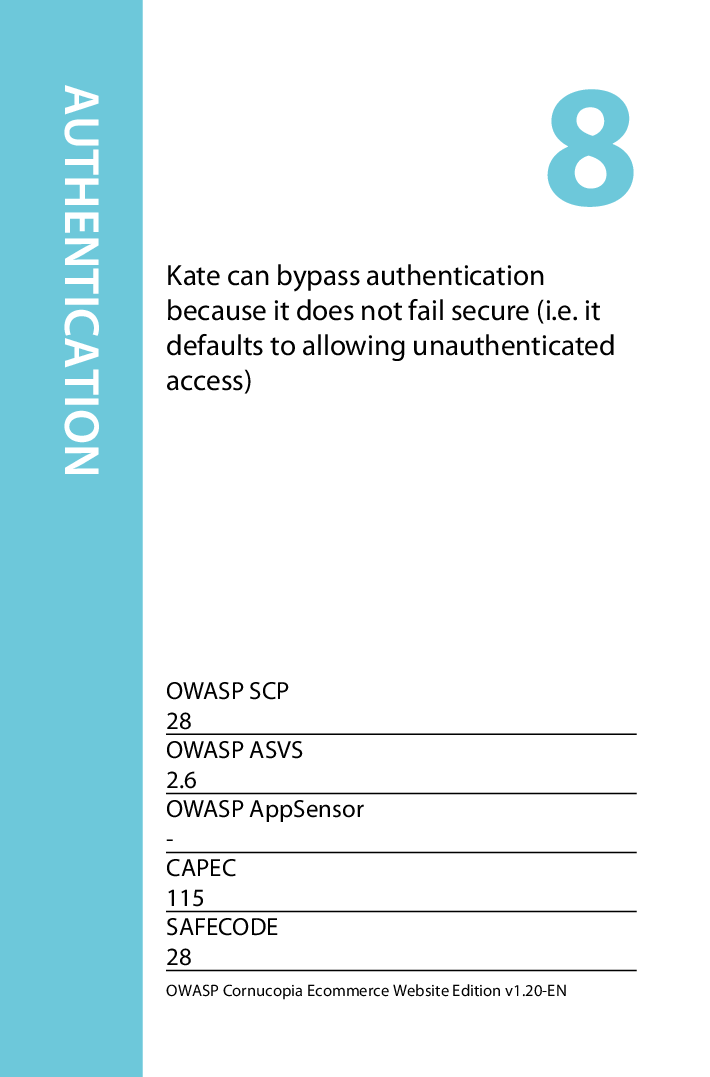 AUTHENTICATION
8
Kate can bypass authentication
because it does not fail secure (i.e. it
defaults to allowing unauthenticated
access)
OWASP SCP
28
OWASP ASVS
2.6
OWASP AppSensor
-
CAPEC
115
SAFECODE
28
OWASP Cornucopia Ecommerce Website Edition v1.20-EN